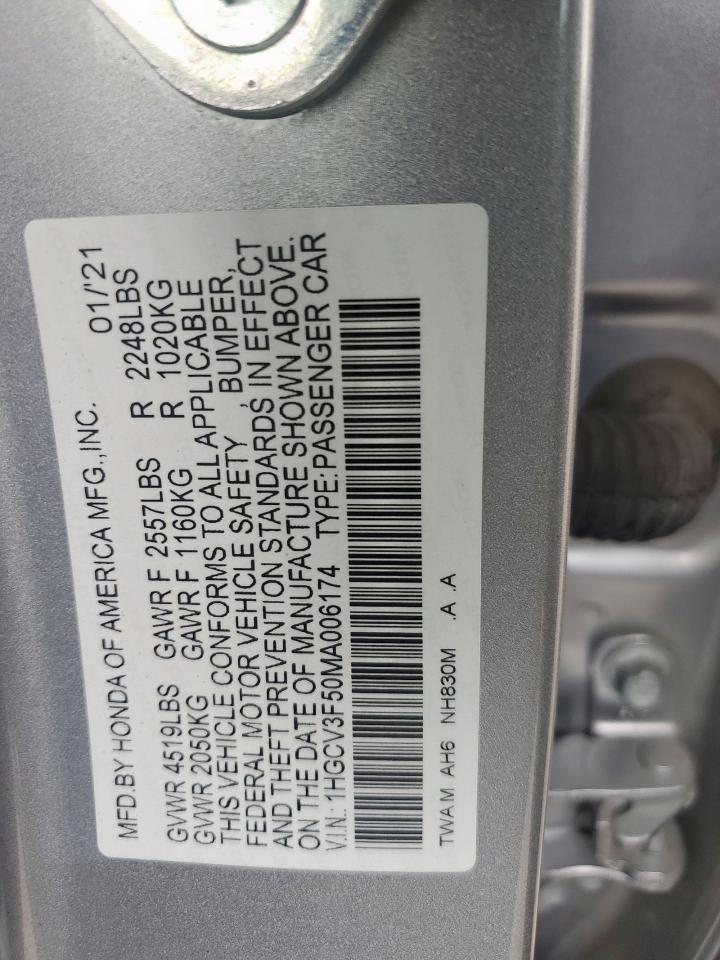 MFD.BY HONDA OF AMERICA MFG.,INC. 01/'21
GVWR 4519LBS GAWR F 2557LBS R 2248LBS
GVWR 2050KG GAWR F 1160KG R 1020KG
THIS VEHICLE CONFORMS TO ALL APPLICABLE
FEDERAL MOTOR VEHICLE SAFETY , BUMPER,
AND THEFT PREVENTION STANDARDS IN EFFECT
ON THE DATE OF MANUFACTURE SHOWN ABOVE.
V.I.N.: 1HGCV3F50MA006174 TYPE:PASSENGER CAR
TWA M AH6 NH830M .A .A